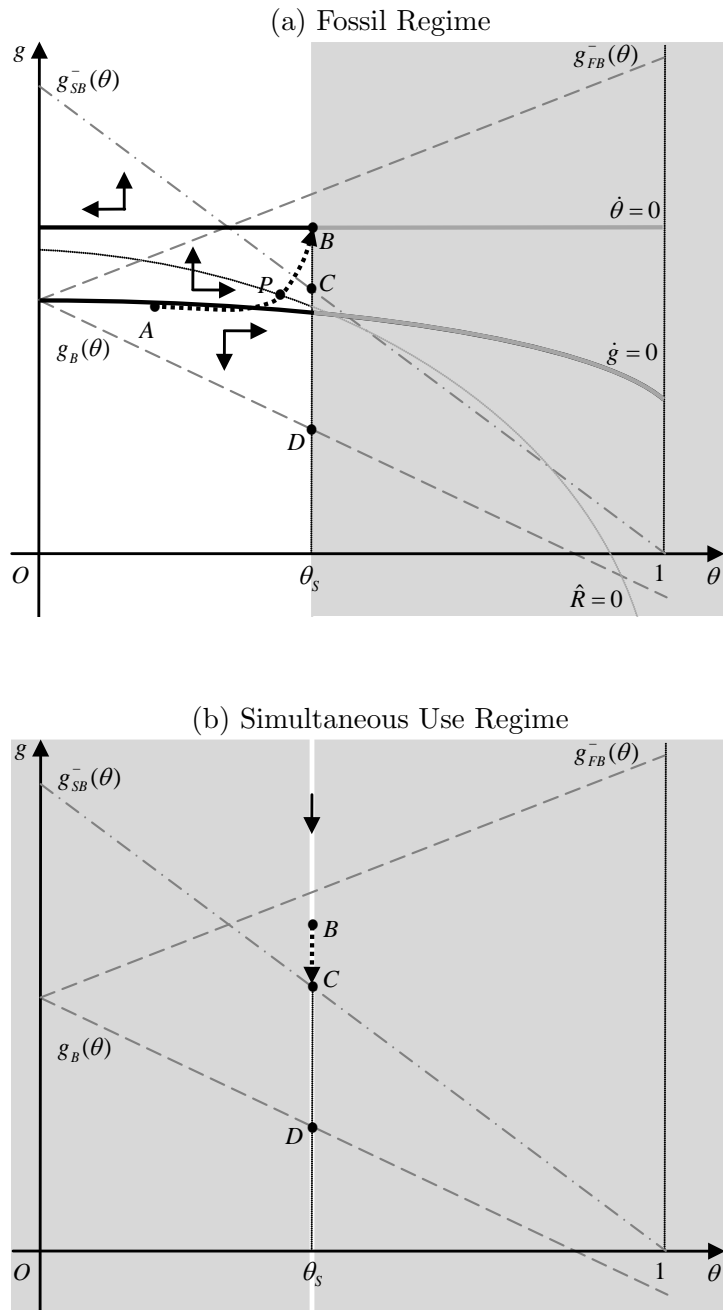 (a) Fossil Regime
g
g⁻_SB(θ)
g⁻_FB(θ)
θ̇ = 0
B
P
C
A
g_B(θ)
ġ = 0
D
O
θ_S
R̂ = 0
1
θ
(b) Simultaneous Use Regime
g
g⁻_SB(θ)
g⁻_FB(θ)
B
C
g_B(θ)
D
O
θ_S
1
θ